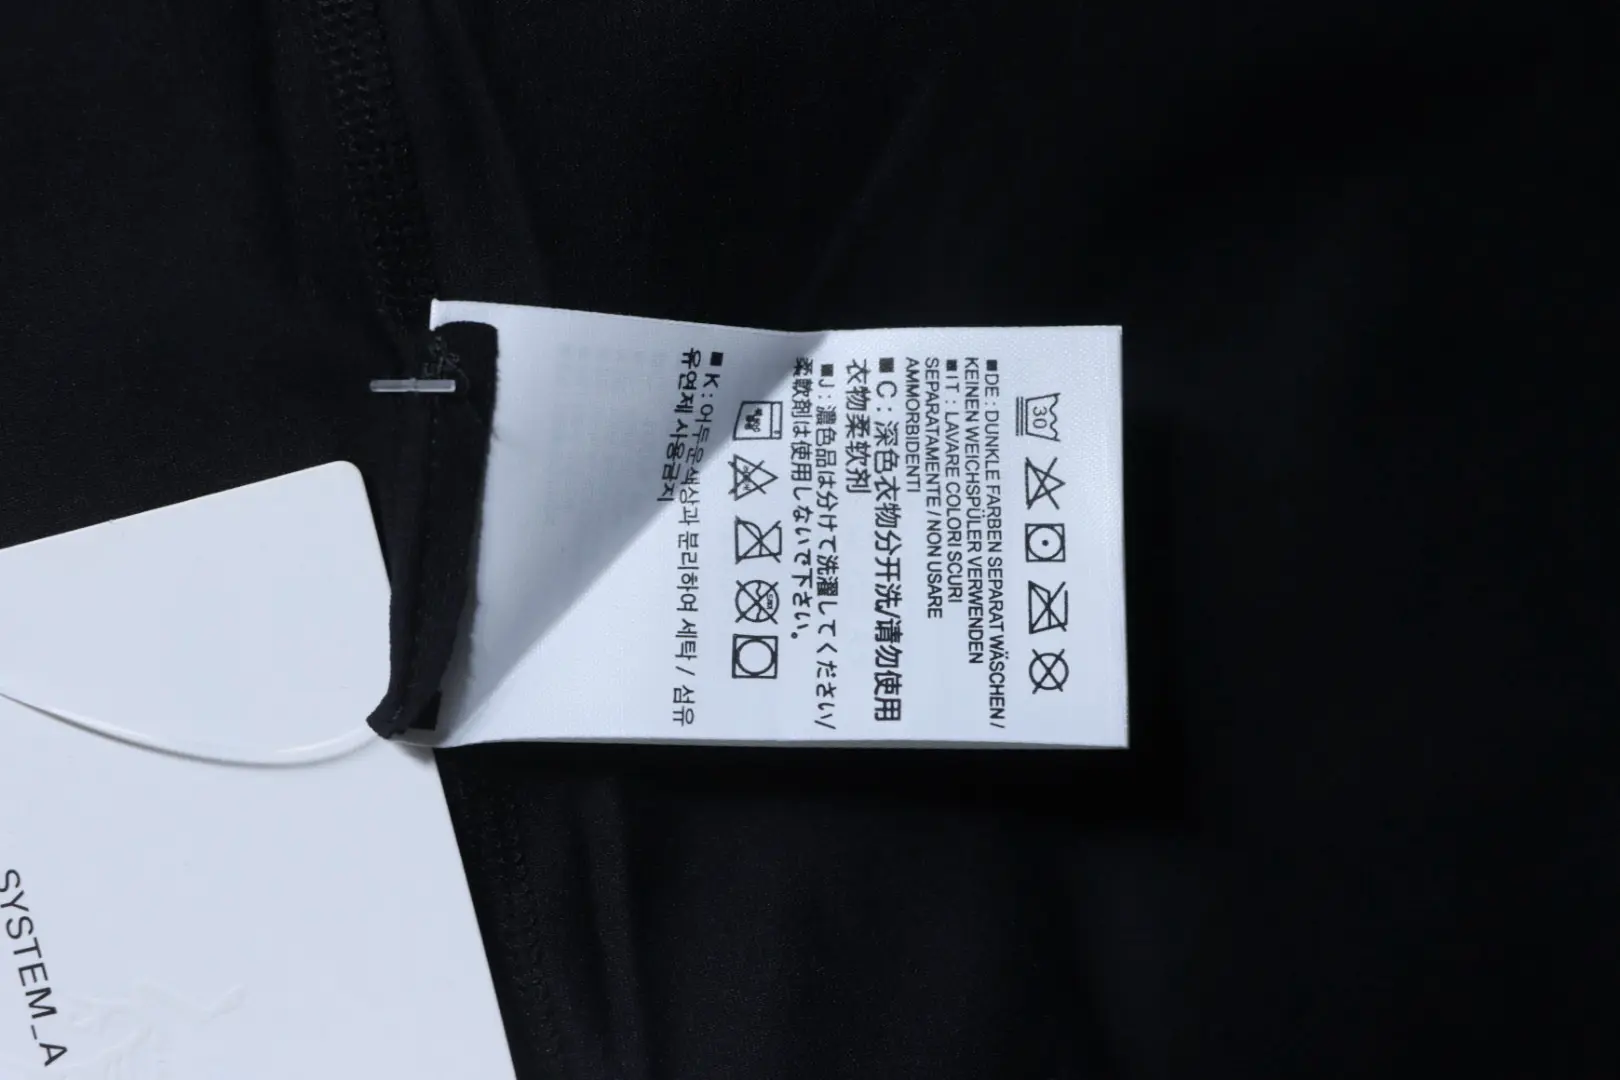 30
■DE : DUNKLE FARBEN SEPARAT WÄSCHEN /
KEINEN WEICHSPÜLER VERWENDEN
■IT : LAVARE COLORI SCURI
SEPARATAMENTE / NON USARE
AMMORBIDENTI
■C : 深色衣物分开洗/请勿使用
衣物柔软剂
■J : 濃色品は分けて洗濯してください/
柔軟剤は使用しないで下さい。
■K : 어두운색상과 분리하여 세탁 / 섬유
유연제 사용금지
SYSTEM_A